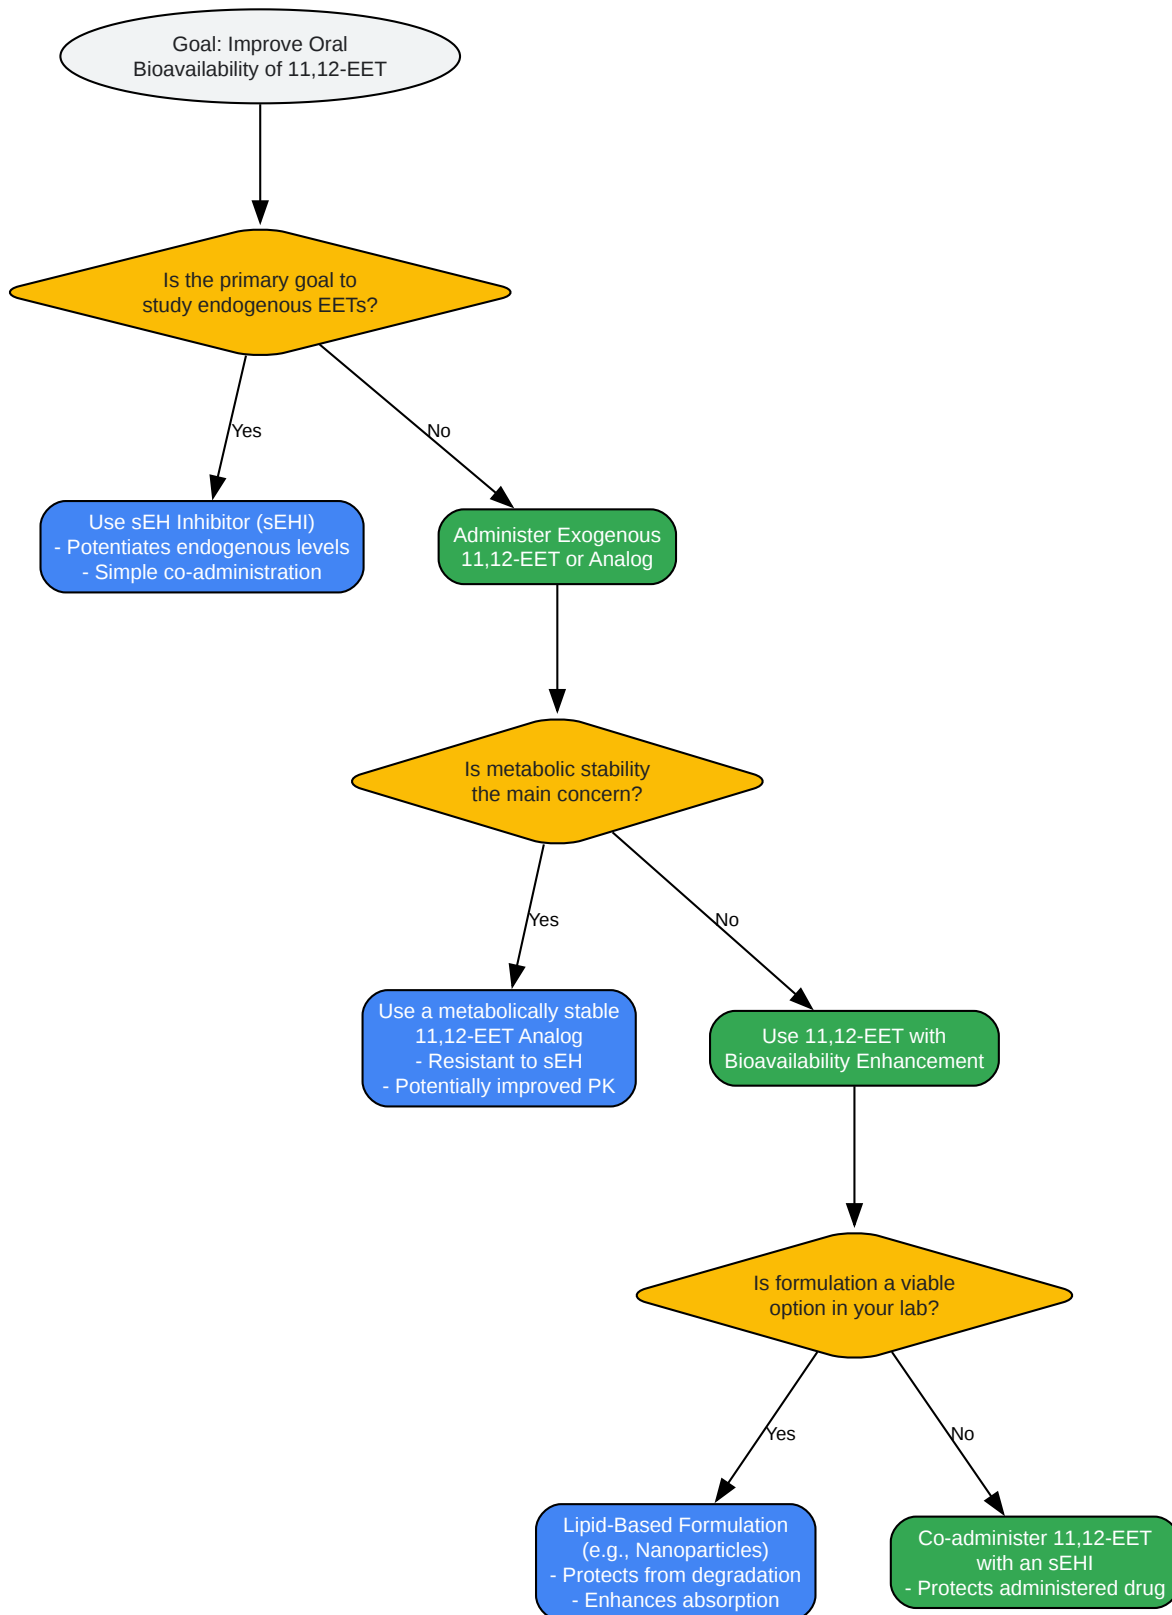 Goal: Improve Oral
Bioavailability of 11,12-EET
Is the primary goal to
study endogenous EETs?
Yes
No
Use sEH Inhibitor (sEHI)
- Potentiates endogenous levels
- Simple co-administration
Administer Exogenous
11,12-EET or Analog
Is metabolic stability
the main concern?
Yes
No
Use a metabolically stable
11,12-EET Analog
- Resistant to sEH
- Potentially improved PK
Use 11,12-EET with
Bioavailability Enhancement
Is formulation a viable
option in your lab?
Yes
No
Lipid-Based Formulation
(e.g., Nanoparticles)
- Protects from degradation
- Enhances absorption
Co-administer 11,12-EET
with an sEHI
- Protects administered drug